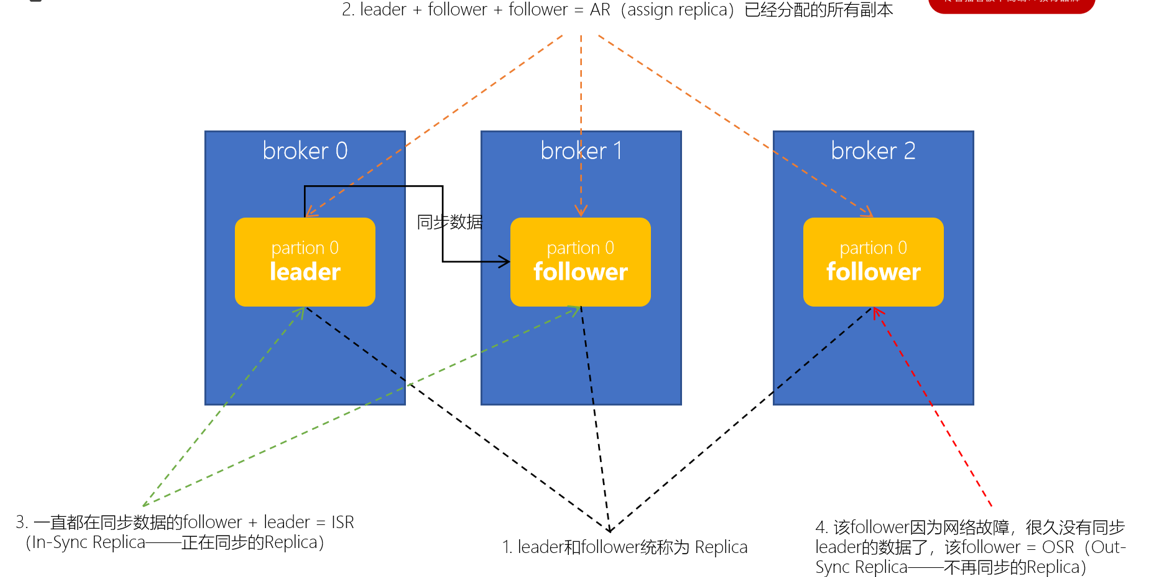 2. leader + follower + follower = AR（assign replica）已经分配的所有副本
broker 0
broker 1
broker 2
同步数据
partion 0
leader
partion 0
follower
partion 0
follower
3. 一直都在同步数据的follower + leader = ISR
（In-Sync Replica——正在同步的Replica）
1. leader和follower统称为 Replica
4. 该follower因为网络故障，很久没有同步
leader的数据了，该follower = OSR（Out-
Sync Replica——不再同步的Replica）